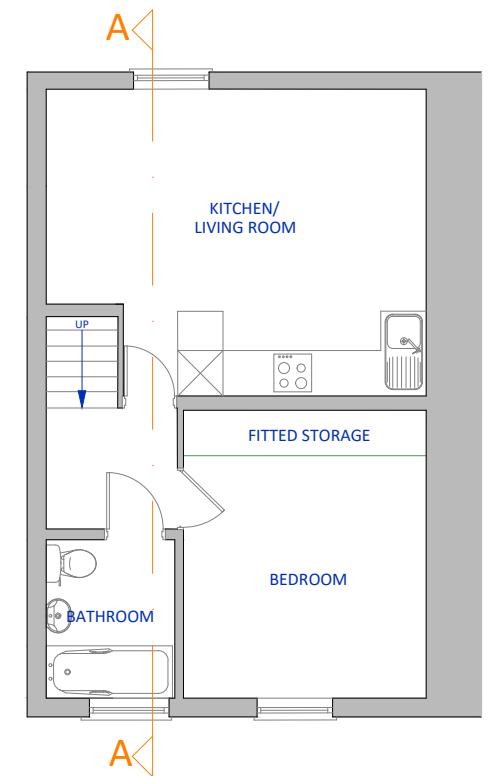 A
KITCHEN/
LIVING ROOM
UP
FITTED STORAGE
BEDROOM
BATHROOM
A